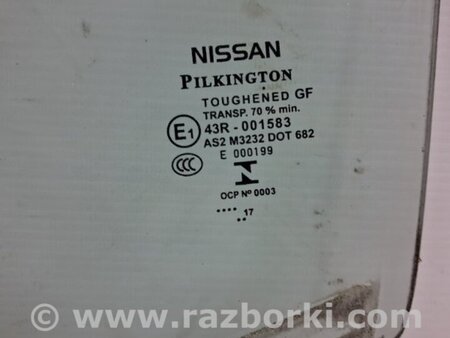 NISSAN
PILKINGTON
TOUGHENED GF
TRANSP. 70 % min.
E1 43R - 001583
AS2 M3232 DOT 682
CCC E 000199
N
OCP Nº 0003
.... 17
..
© www.razborki.com